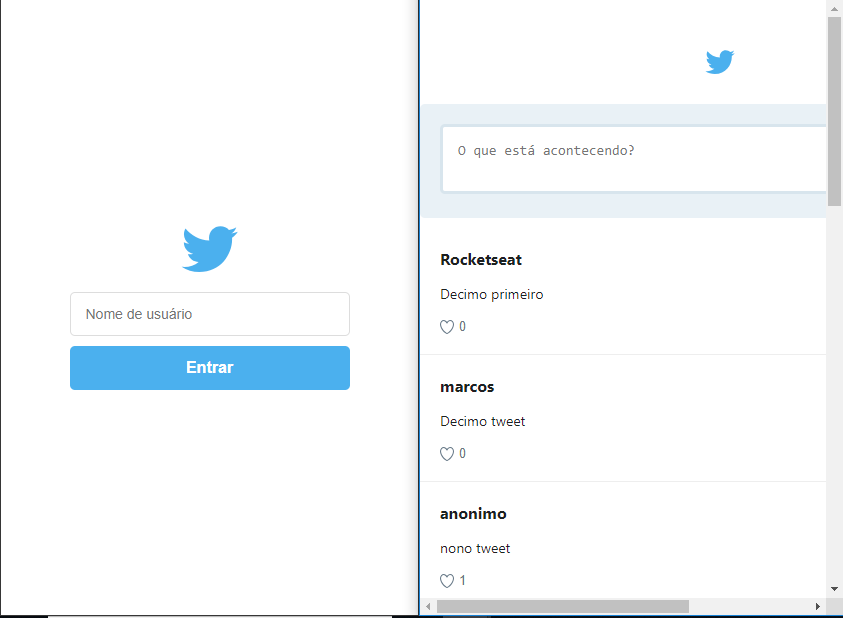 Nome de usuário
Entrar
O que está acontecendo?
Rocketseat
Decimo primeiro
0
marcos
Decimo tweet
0
anonimo
nono tweet
1